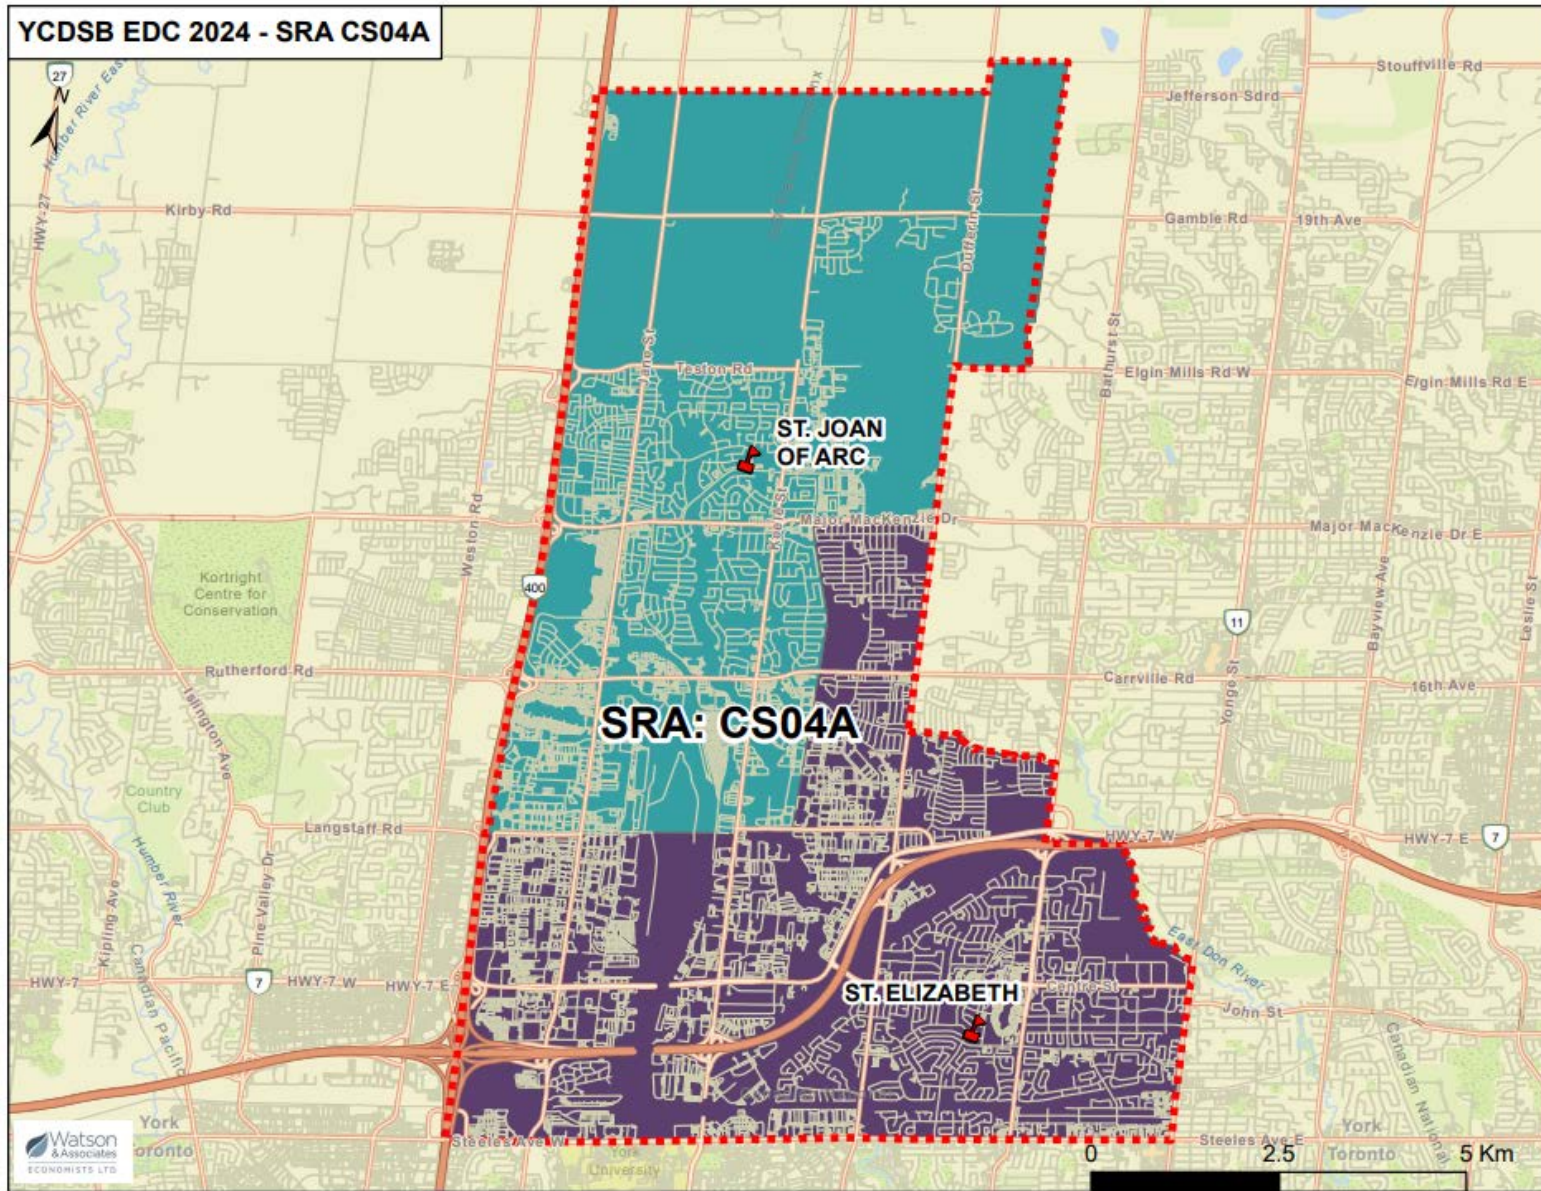 YCDSB EDC 2024 - SRA CS04A
27
N
Humber River East
Stouffville Rd
Jefferson Sdrd
HWY-27
Kirby Rd
Gamble Rd
19th Ave
Dufferin St
Jane St
Teston Rd
Bathurst St
Elgin Mills Rd W
Elgin Mills Rd E
ST. JOAN
OF ARC
Keele St
Weston Rd
Major MacKenzie Dr
Major MacKenzie Dr E
Kortright
Centre for
Conservation
400
11
Bayview Ave
Leslie St
Rutherford Rd
Carrville Rd
16th Ave
Islington Ave
Yonge St
SRA: CS04A
Country
Club
Langstaff Rd
HWY-7 W
HWY-7 E
7
Humber River
Kipling Ave
Pine Valley Dr
East Don River
HWY-7
7
HWY-7 W
HWY-7 E
ST. ELIZABETH
Centre St
John St
Canadian Pacific
Canadian National
York
Toronto
Steeles Ave W
York
University
Steeles Ave E
York
Toronto
Watson
& Associates
ECONOMISTS LTD
0
2.5
5 Km